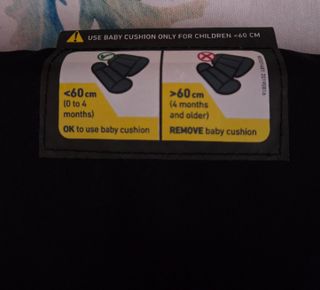 USE BABY CUSHION ONLY FOR CHILDREN <60 CM
<60 cm
(0 to 4
months)
OK to use baby cushion
>60 cm
(4 months
and older)
REMOVE baby cushion